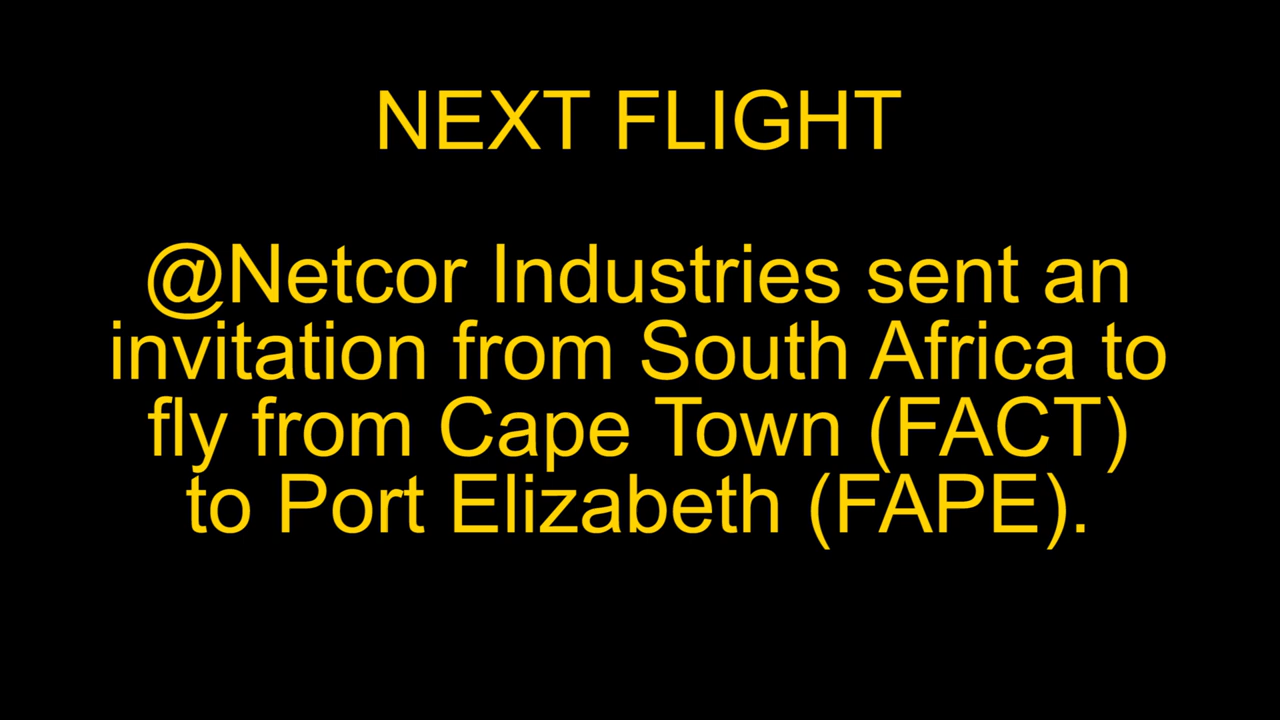 NEXT FLIGHT
@Netcor Industries sent an
invitation from South Africa to
fly from Cape Town (FACT)
to Port Elizabeth (FAPE).